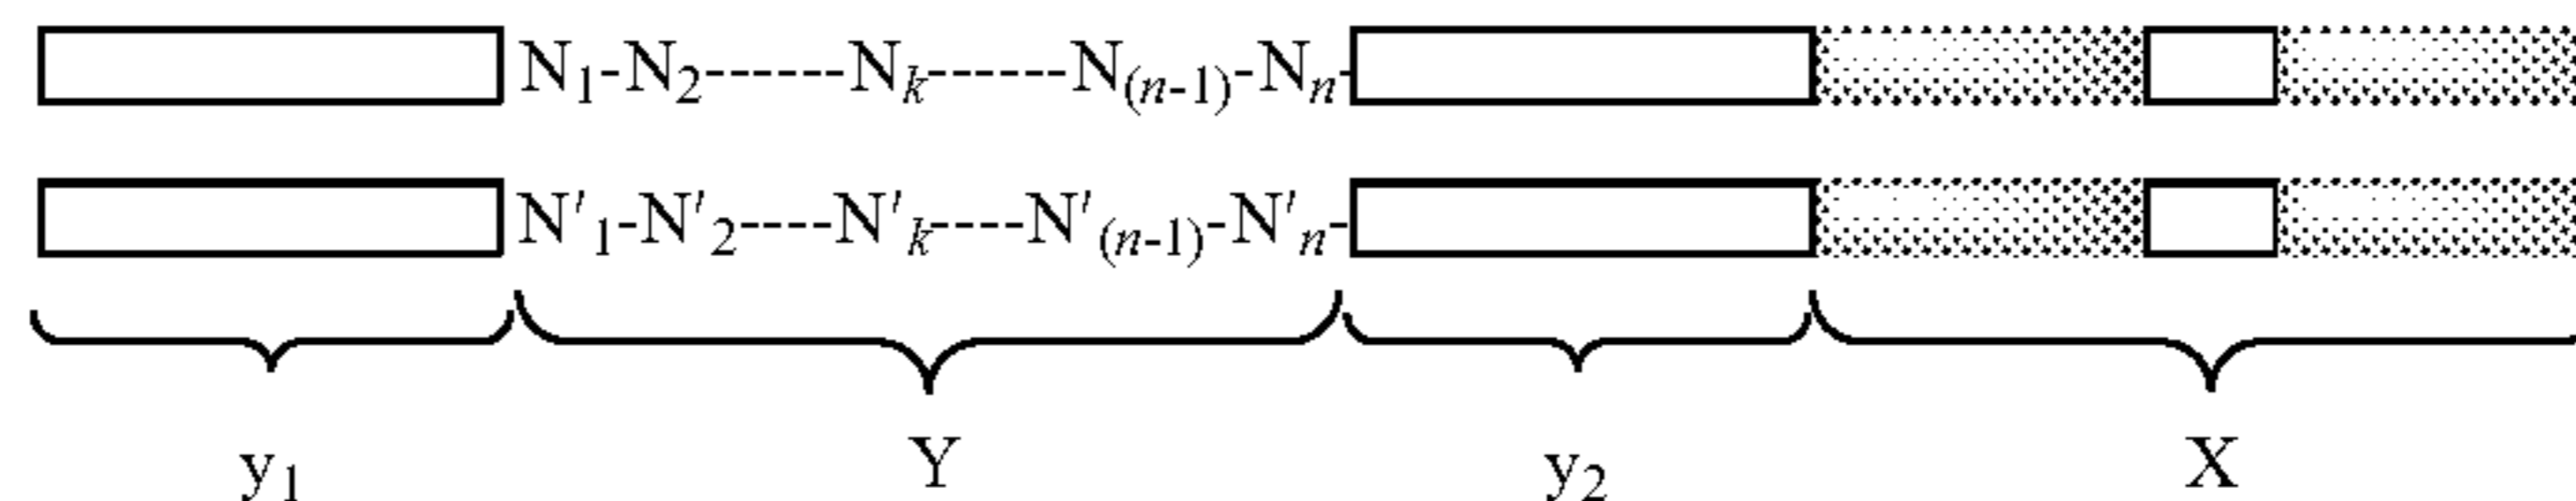 N₁-N₂------Nₖ------N₍ₙ₋₁₎-Nₙ-
N'₁-N'₂----N'ₖ----N'₍ₙ₋₁₎-N'ₙ-
y₁ Y y₂ X